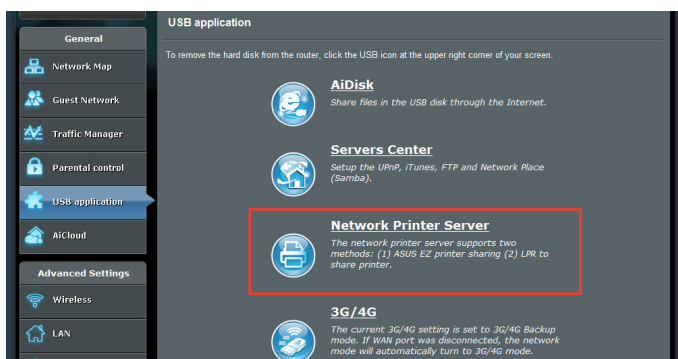 USB application
General
To remove the hard disk from the router, click the USB icon at the upper right corner of your screen.
Network Map
Guest Network
Traffic Manager
Parental control
USB application
AiCloud
Advanced Settings
Wireless
LAN
AiDisk
Share files in the USB disk through the Internet.
Servers Center
Setup the UPnP, iTunes, FTP and Network Place
(Samba).
Network Printer Server
The network printer server supports two
methods: (1) ASUS EZ printer sharing (2) LPR to
share printer.
3G/4G
The current 3G/4G setting is set to 3G/4G Backup
mode. If WAN port was disconnected, the network
mode will automatically turn to 3G/4G mode.